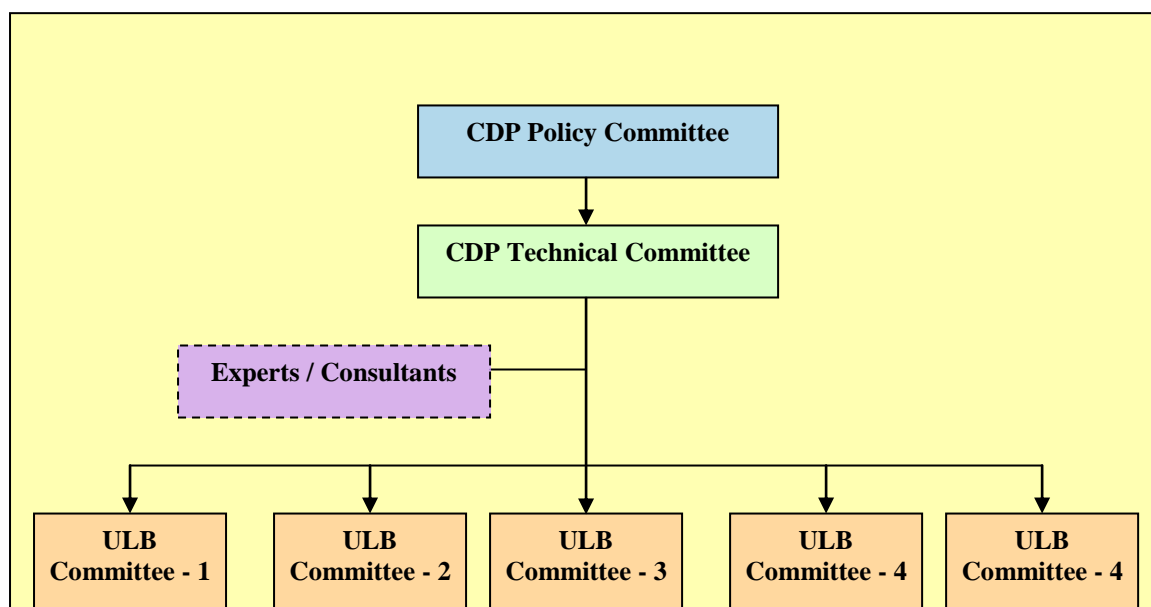 CDP Policy Committee
CDP Technical Committee
Experts / Consultants
ULB
Committee - 1
ULB
Committee - 2
ULB
Committee - 3
ULB
Committee - 4
ULB
Committee - 4